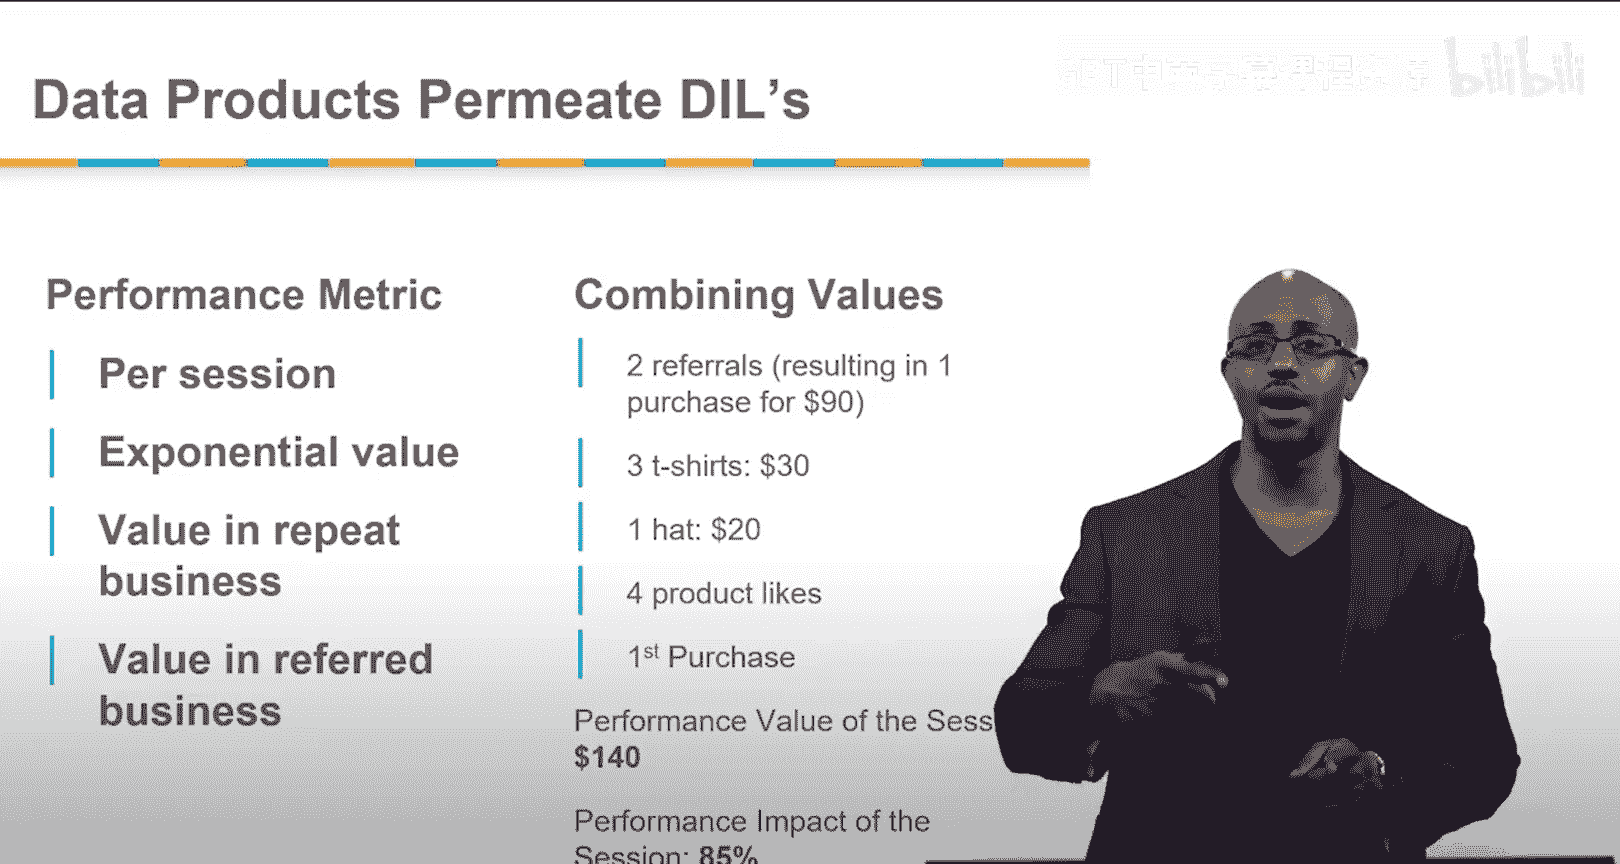 bilibili
Data Products Permeate DIL’s
Performance Metric
Per session
Exponential value
Value in repeat
business
Value in referred
business
Combining Values
2 referrals (resulting in 1
purchase for $90)
3 t-shirts: $30
1 hat: $20
4 product likes
1st Purchase
Performance Value of the Sess
$140
Performance Impact of the
Session: 85%